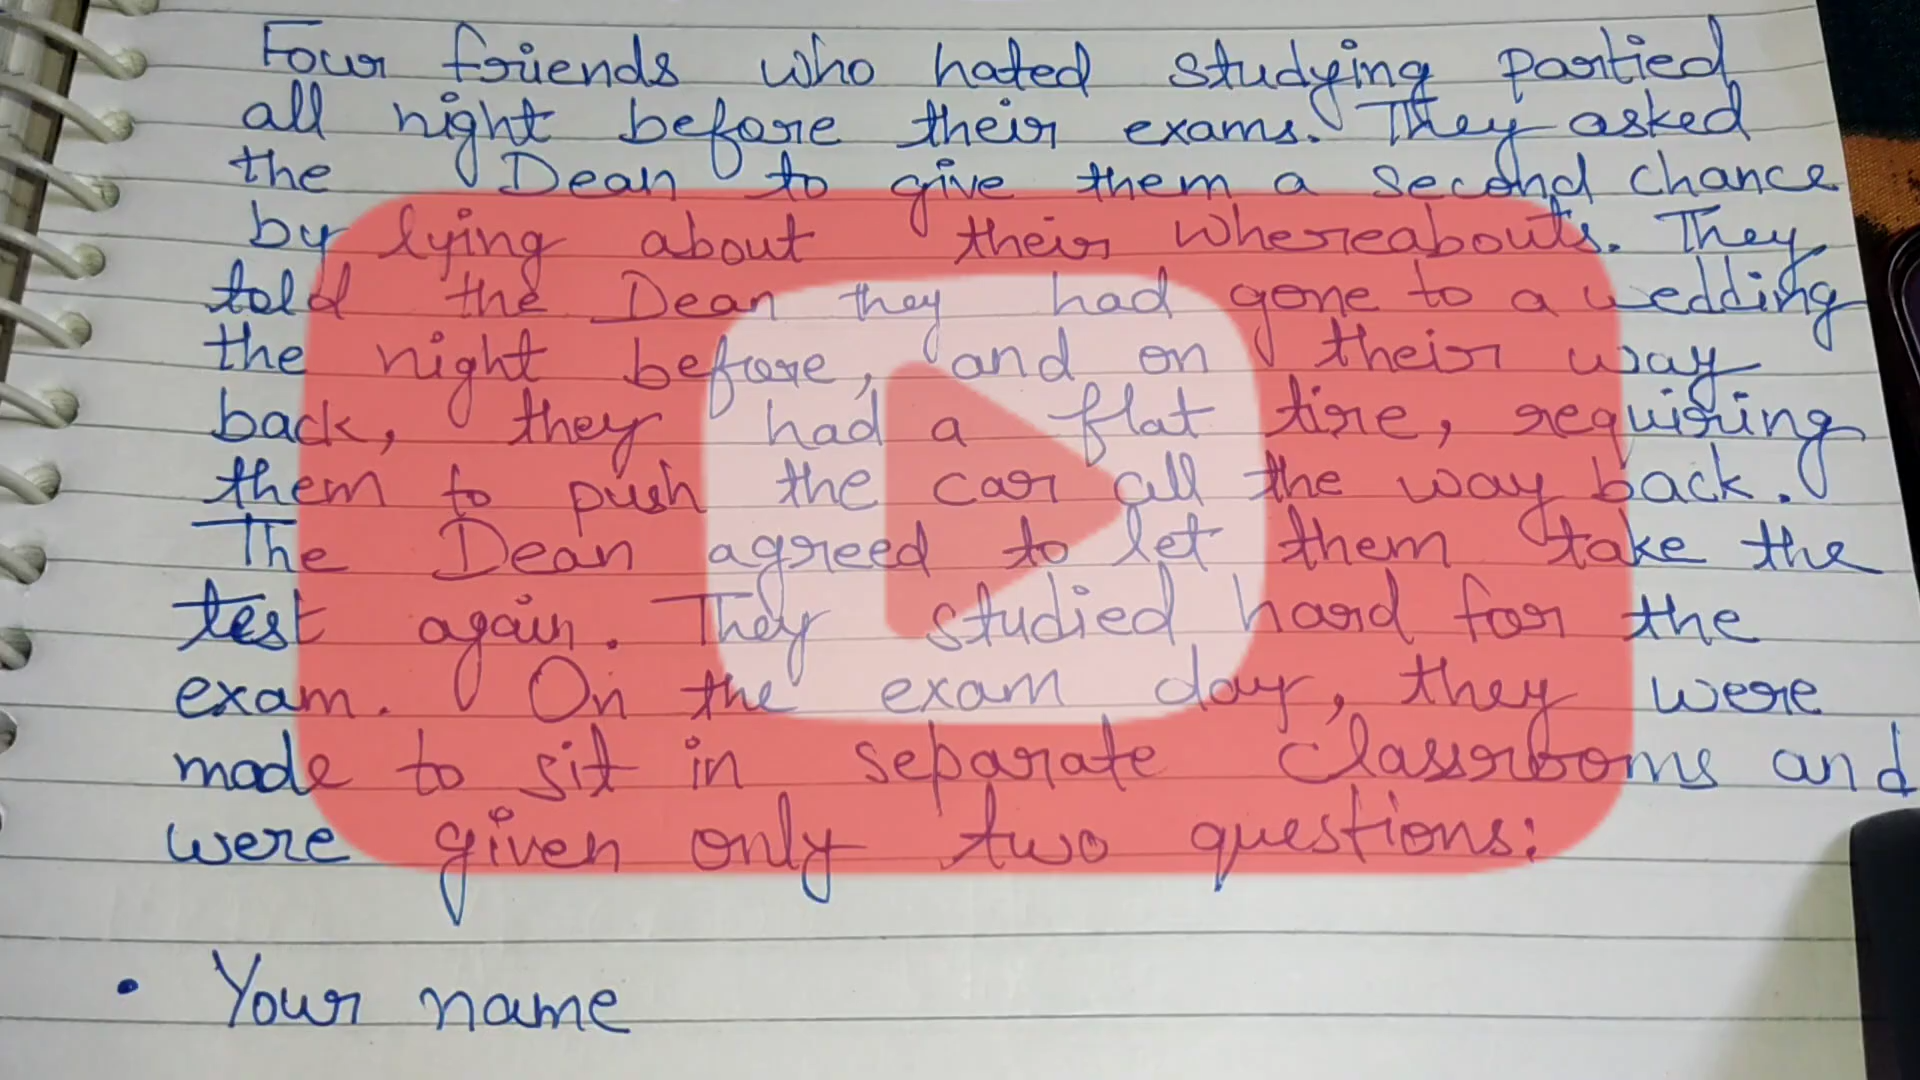 Four friends who hated studying partied
all night before their exams. They asked
the Dean to give them a second chance
by lying about their whereabouts. They
told the Dean they had gone to a wedding
the night before, and on their way
back, they had a flat tire, requiring
them to push the car all the way back.
The Dean agreed to let them take the
test again. They studied hard for the
exam. On the exam day, they were
made to sit in separate classrooms and
were given only two questions:
• Your name